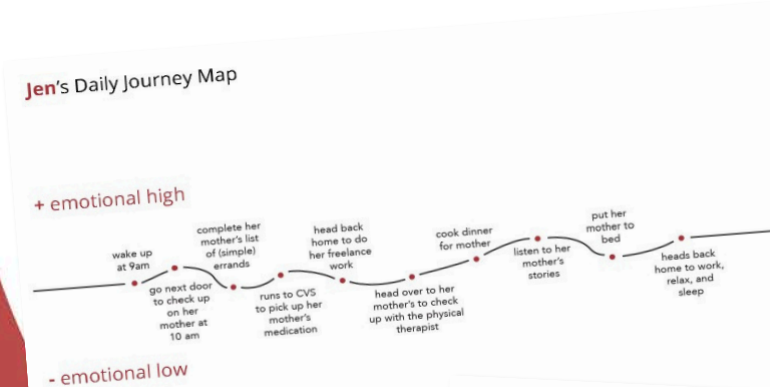 Jen's Daily Journey Map
+ emotional high
wake up
at 9am
go next door
to check up
on her
mother at
10 am
complete her
mother's list
of (simple)
errands
runs to CVS
to pick up her
mother's
medication
head back
home to do
her freelance
work
head over to her
mother's to check
up with the physical
therapist
cook dinner
for mother
listen to her
mother's
stories
put her
mother to
bed
heads back
home to work,
relax, and
sleep
- emotional low